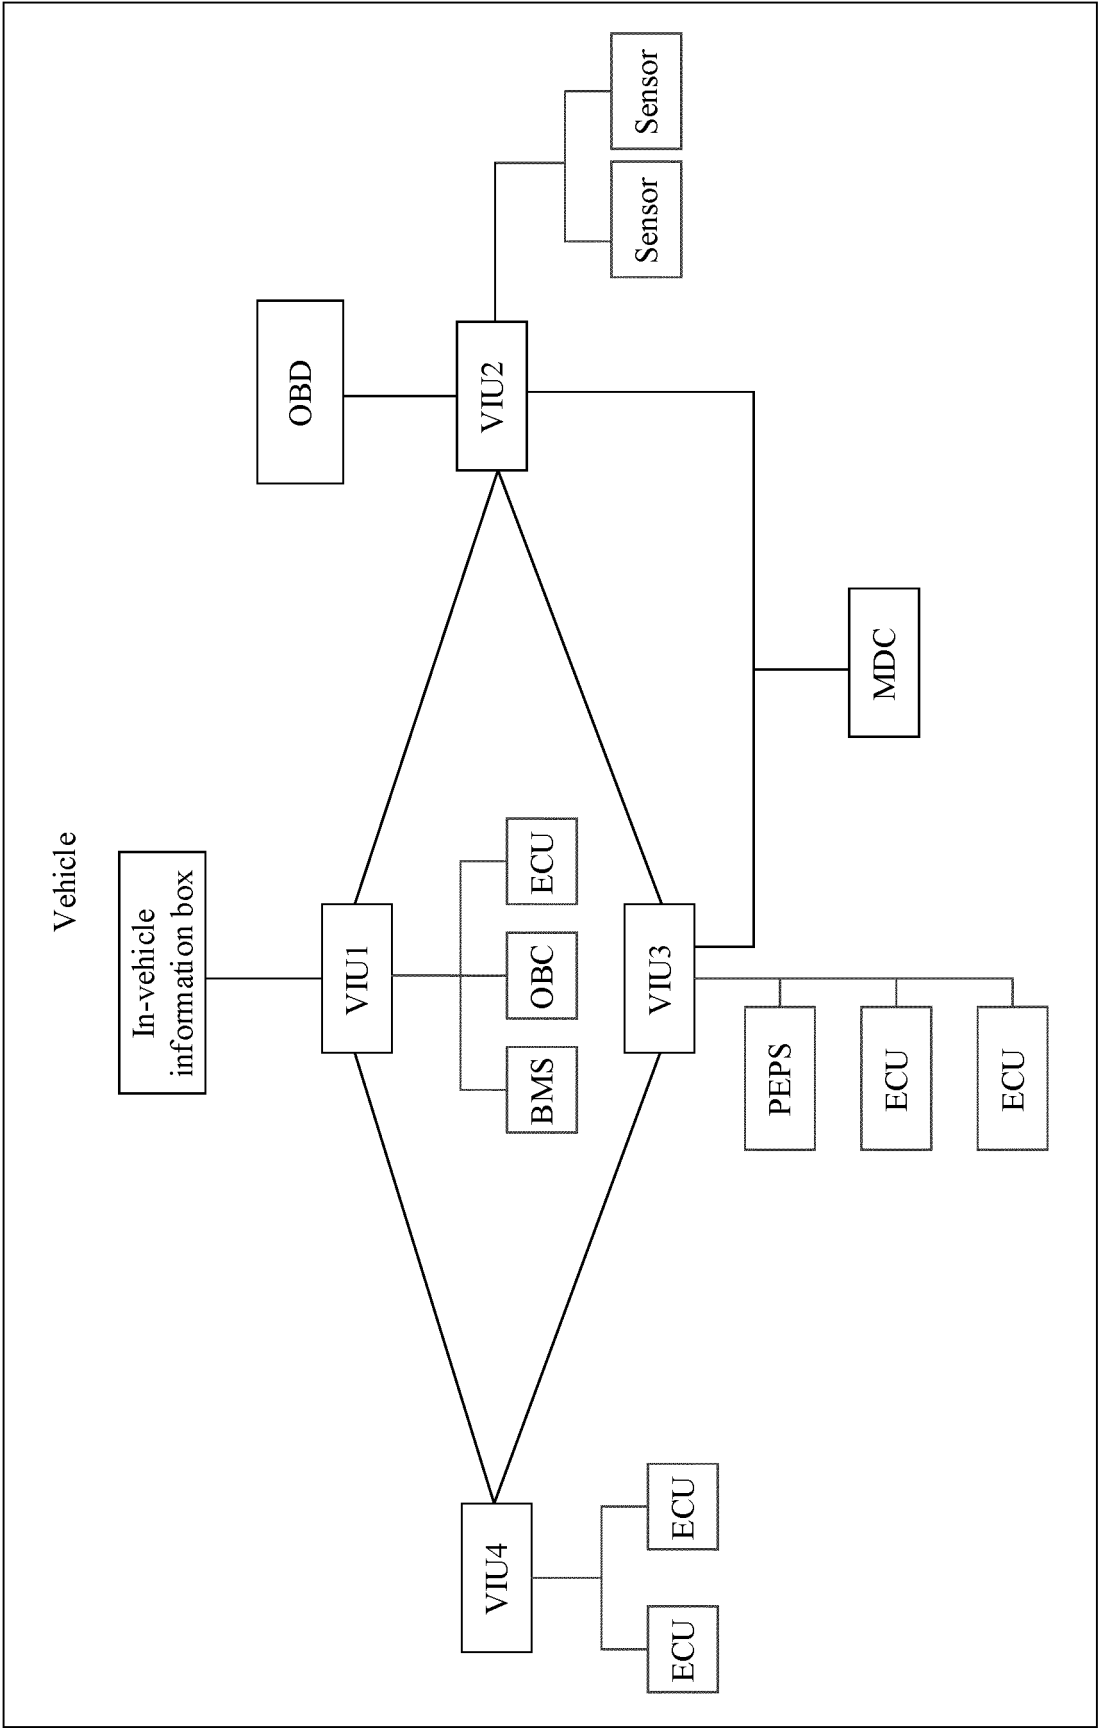 Vehicle
In-vehicle
information box
OBD
VIU1
VIU4
VIU2
BMS
OBC
ECU
Sensor
Sensor
VIU3
ECU
ECU
PEPS
ECU
ECU
MDC